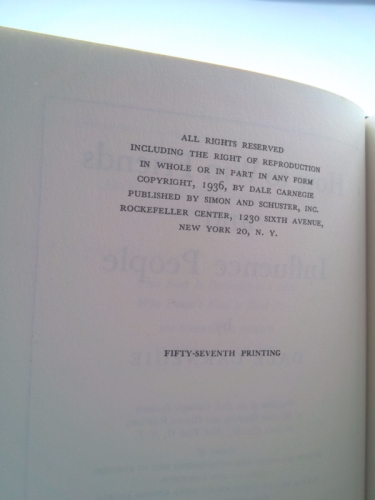 ALL RIGHTS RESERVED
INCLUDING THE RIGHT OF REPRODUCTION
IN WHOLE OR IN PART IN ANY FORM
COPYRIGHT, 1936, BY DALE CARNEGIE
PUBLISHED BY SIMON AND SCHUSTER, INC.
ROCKEFELLER CENTER, 1230 SIXTH AVENUE,
NEW YORK 20, N. Y.
FIFTY-SEVENTH PRINTING